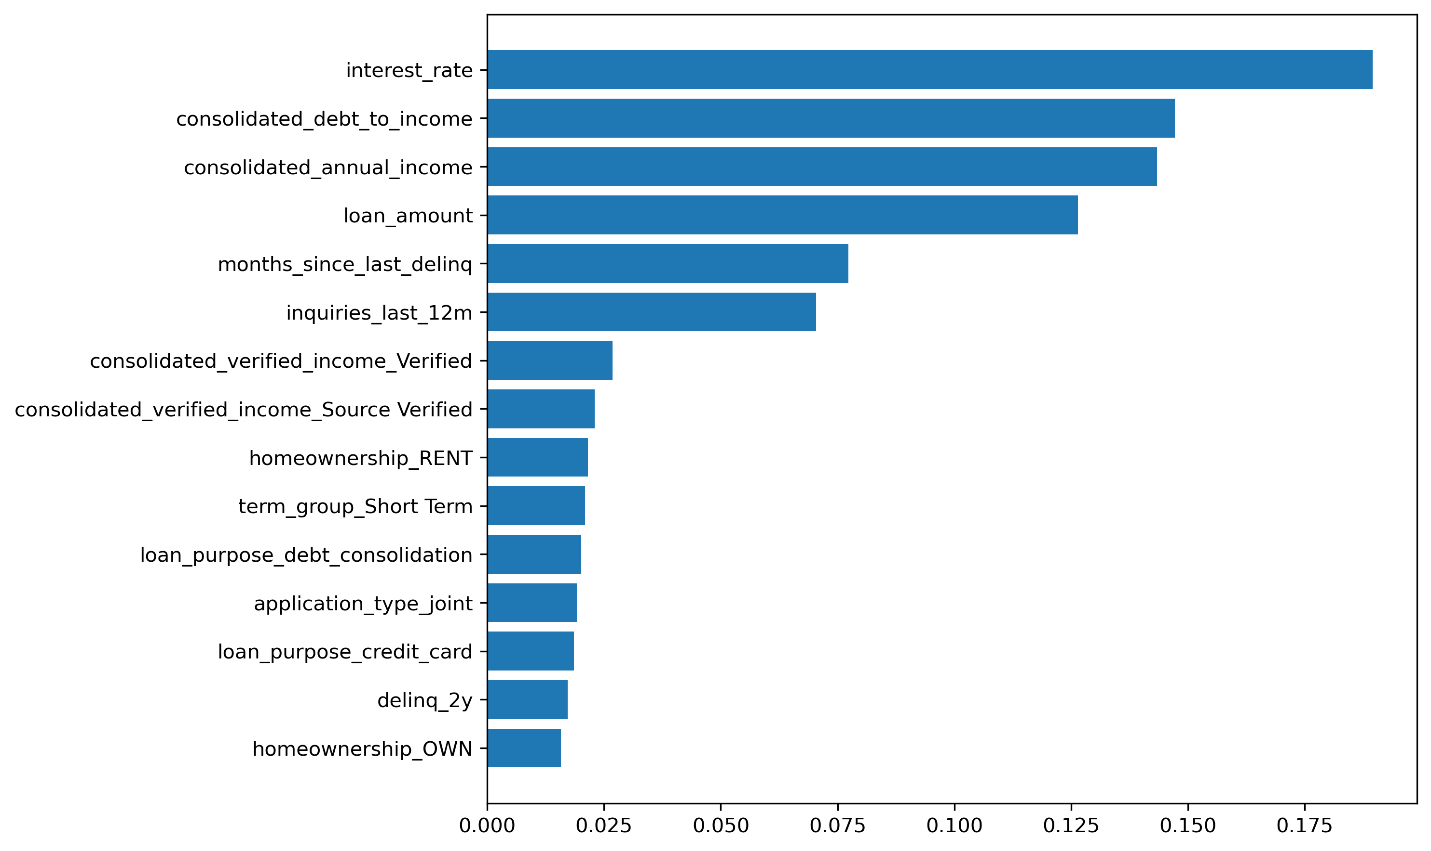 interest_rate
consolidated_debt_to_income
consolidated_annual_income
loan_amount
months_since_last_delinq
inquiries_last_12m
consolidated_verified_income_Verified
consolidated_verified_income_Source Verified
homeownership_RENT
term_group_Short Term
loan_purpose_debt_consolidation
application_type_joint
loan_purpose_credit_card
delinq_2y
homeownership_OWN
0.000 0.025 0.050 0.075 0.100 0.125 0.150 0.175